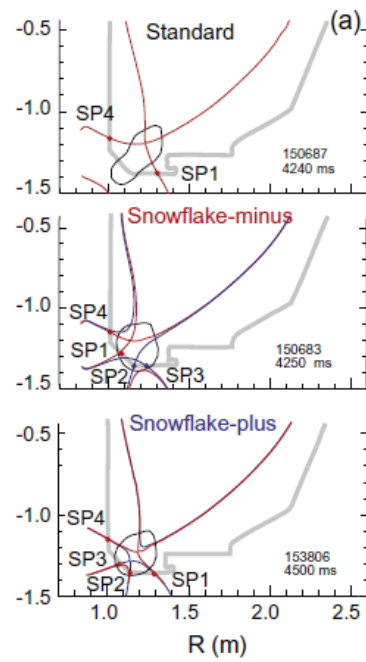 (a)
-0.5
Standard
-1.0
SP4
SP1
150687
4240 ms
-1.5
-0.5
Snowflake-minus
-1.0
SP4
SP1
SP2
SP3
150683
4250 ms
-1.5
-0.5
Snowflake-plus
-1.0
SP4
SP3
SP2
SP1
153806
4500 ms
-1.5
1.0 1.5 2.0 2.5
R (m)